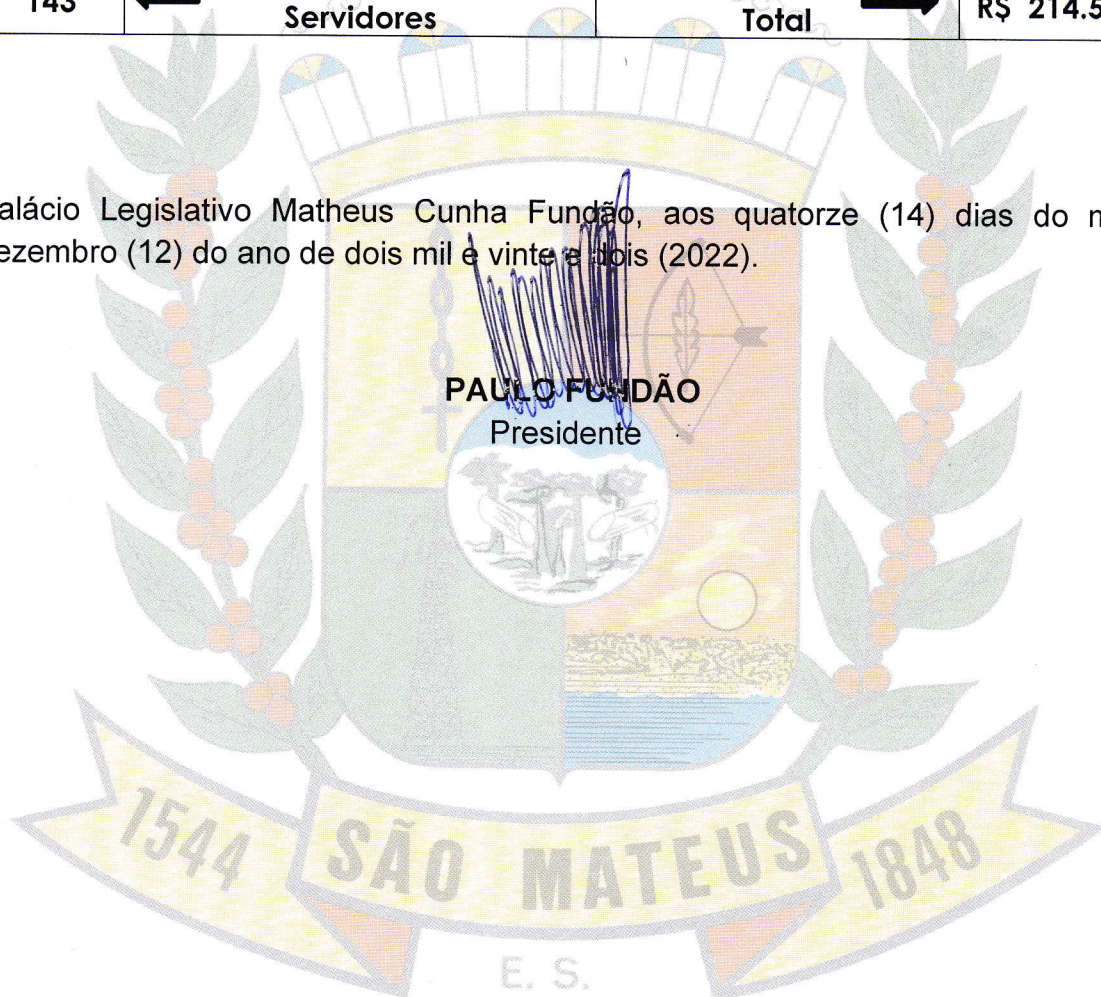 143 Servidores Total R$ 214.5
alácio Legislativo Matheus Cunha Fundão, aos quatorze (14) dias do m
ezembro (12) do ano de dois mil e vinte e dois (2022).
PAULO FUNDÃO
Presidente
1544 SÃO MATEUS 1848
E. S.